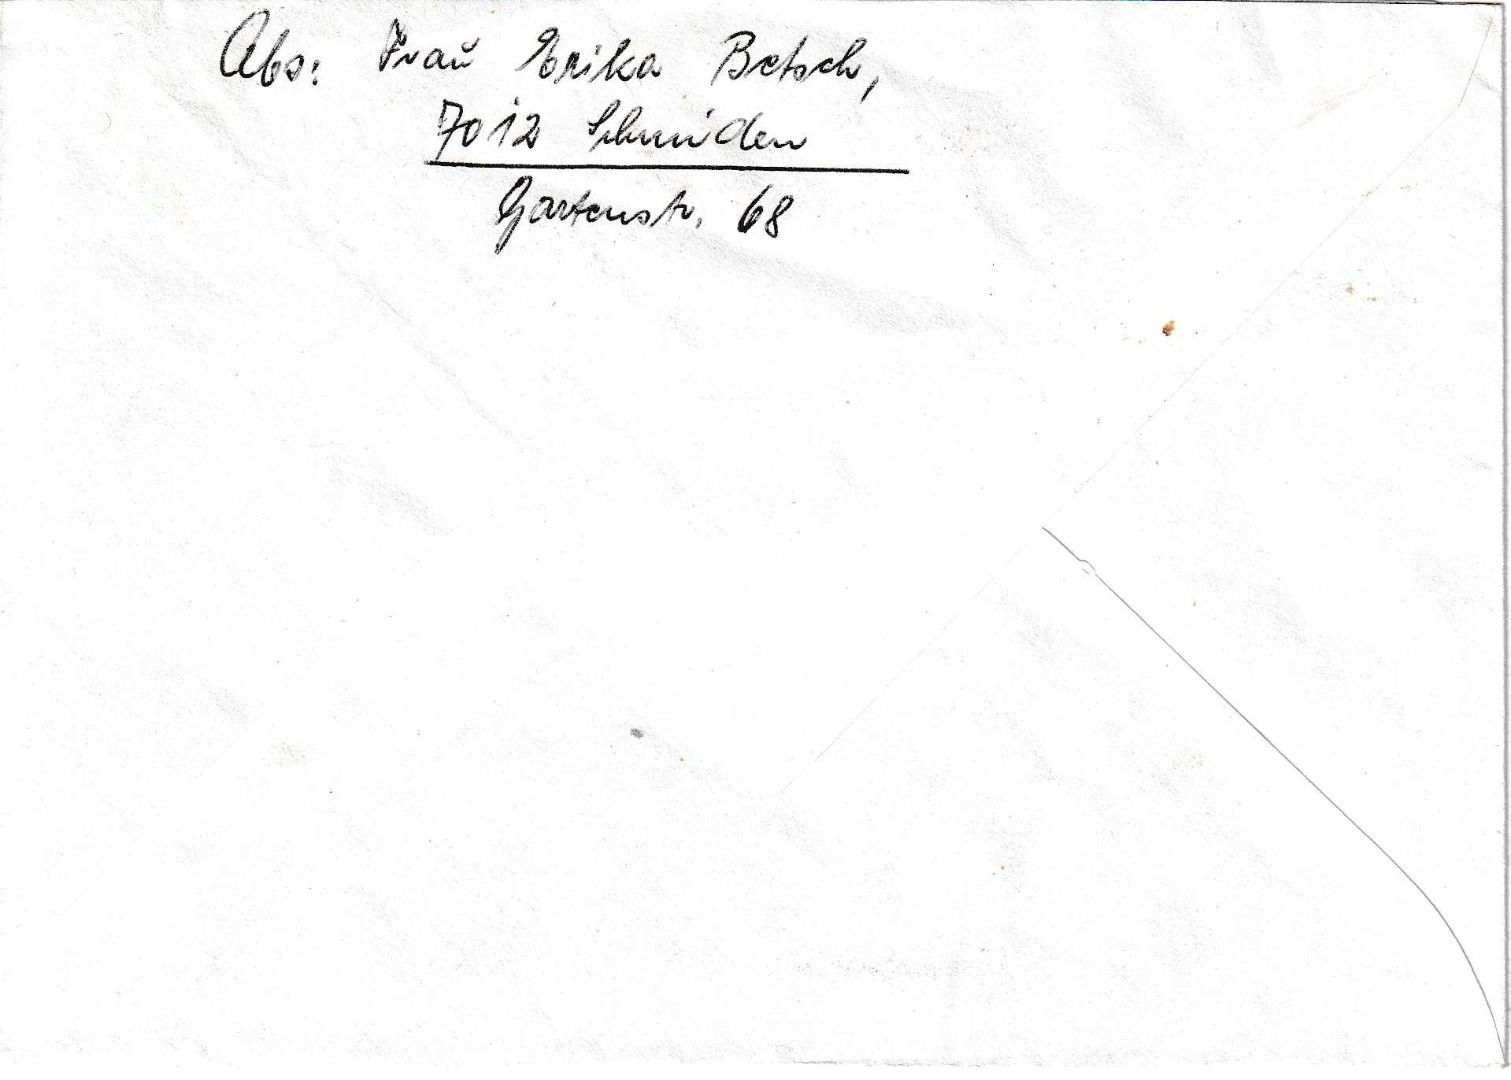 Abs: Frau Erika Betsch,
7012 Schmiden
Gartenstr. 68